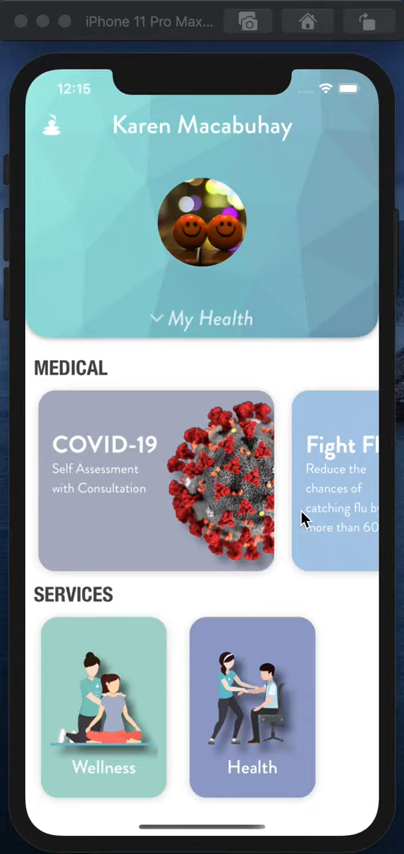 iPhone 11 Pro Max...
12:15
Karen Macabuhay
My Health
MEDICAL
COVID-19
Self Assessment
with Consultation
Fight Fl
Reduce the
chances of
catching flu b
more than 60
SERVICES
Wellness
Health